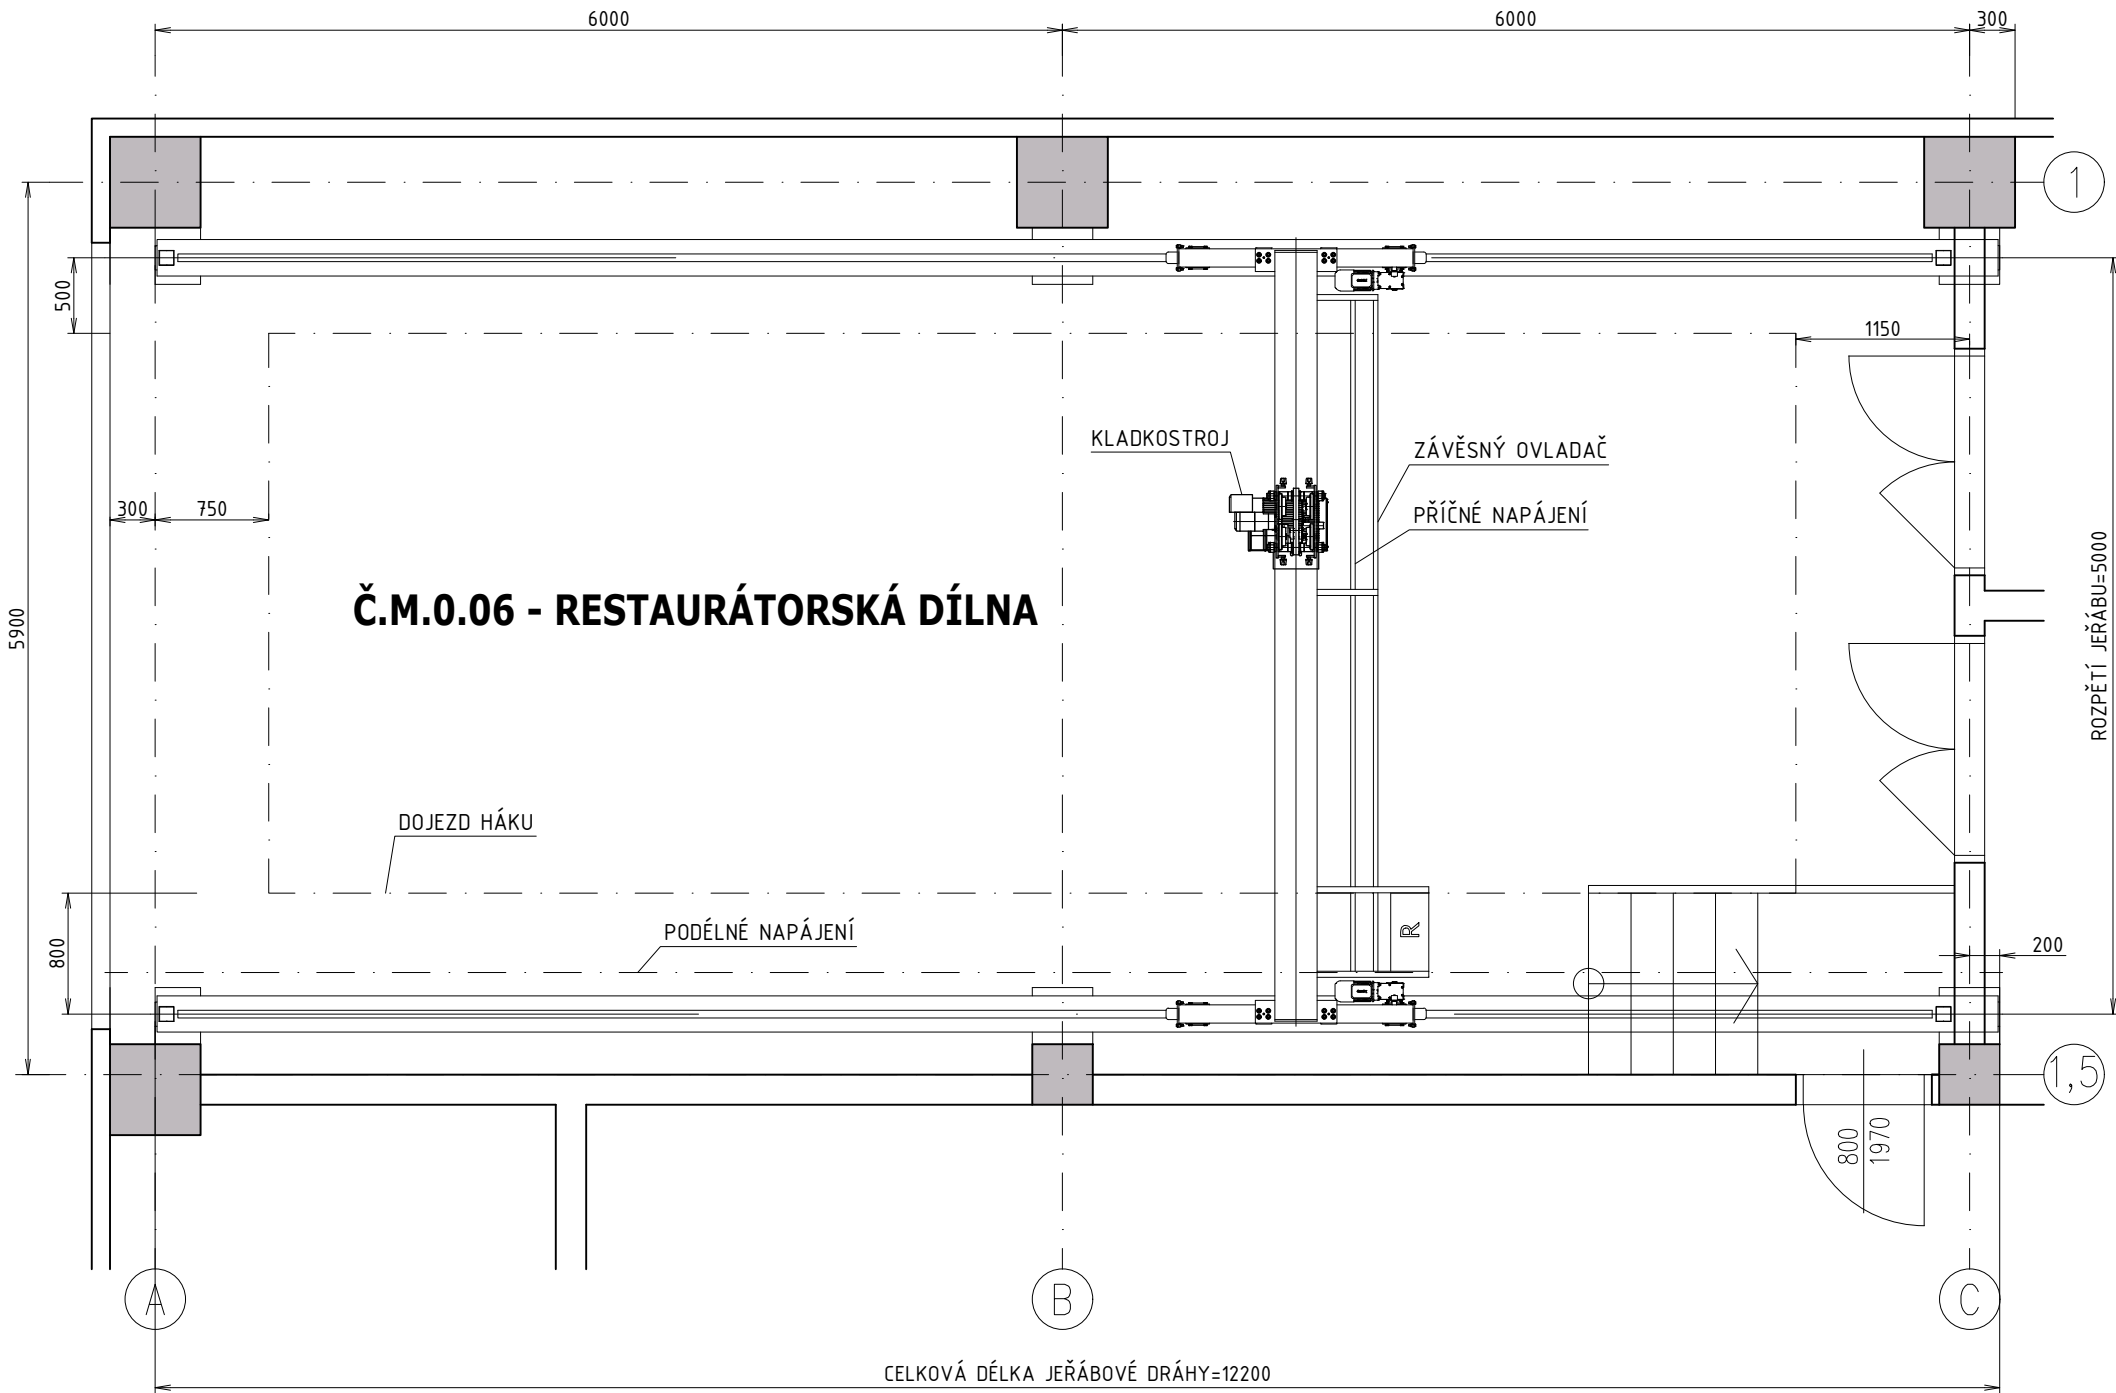 6000
6000
300
1
500
1150
KLADKOSTROJ
ZÁVĚSNÝ OVLADAČ
300
750
PŘÍČNÉ NAPÁJENÍ
5900
Č.M.0.06 - RESTAURÁTORSKÁ DÍLNA
ROZPĚTÍ JEŘÁBU=5000
DOJEZD HÁKU
800
PODÉLNÉ NAPÁJENÍ
R
200
1,5
800
1970
A
B
C
CELKOVÁ DÉLKA JEŘÁBOVÉ DRÁHY=12200